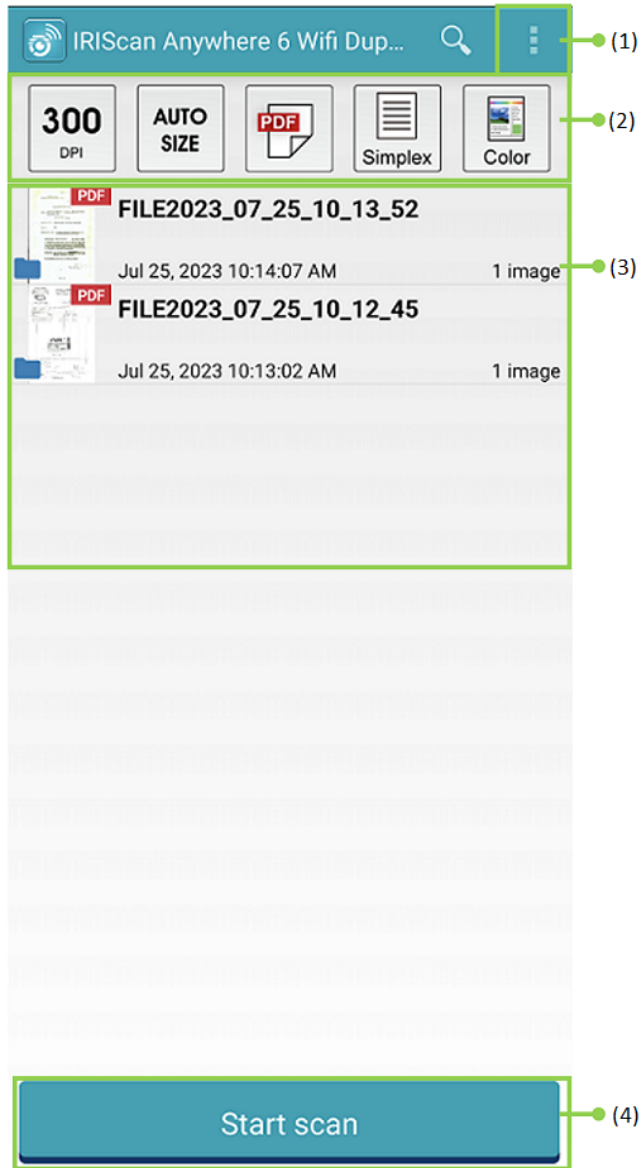 IRIScan Anywhere 6 Wifi Dup...
(1)
300
DPI
AUTO
SIZE
PDF
Simplex
Color
(2)
PDF
FILE2023_07_25_10_13_52
Jul 25, 2023 10:14:07 AM
1 image
(3)
PDF
FILE2023_07_25_10_12_45
Jul 25, 2023 10:13:02 AM
1 image
Start scan
(4)